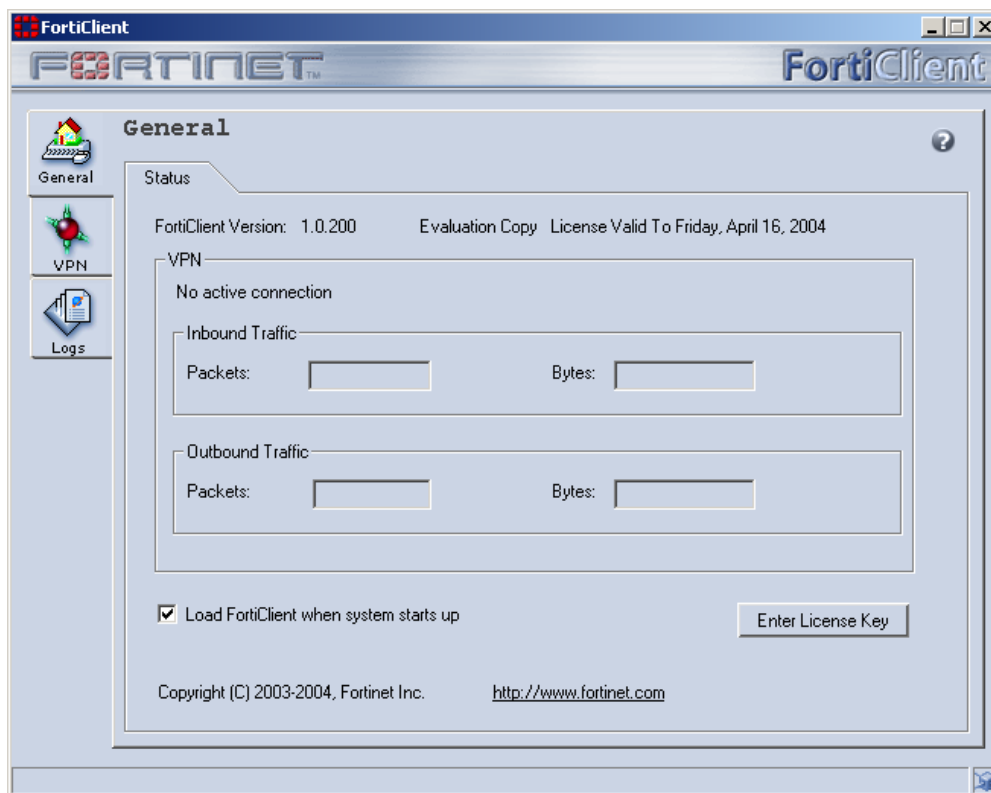 FortiClient
FORTINET™
FortiClient
General
General
Status
FortiClient Version: 1.0.200 Evaluation Copy License Valid To Friday, April 16, 2004
VPN
VPN
No active connection
Logs
Inbound Traffic
Packets: Bytes:
Outbound Traffic
Packets: Bytes:
Load FortiClient when system starts up
Enter License Key
Copyright (C) 2003-2004, Fortinet Inc. http://www.fortinet.com